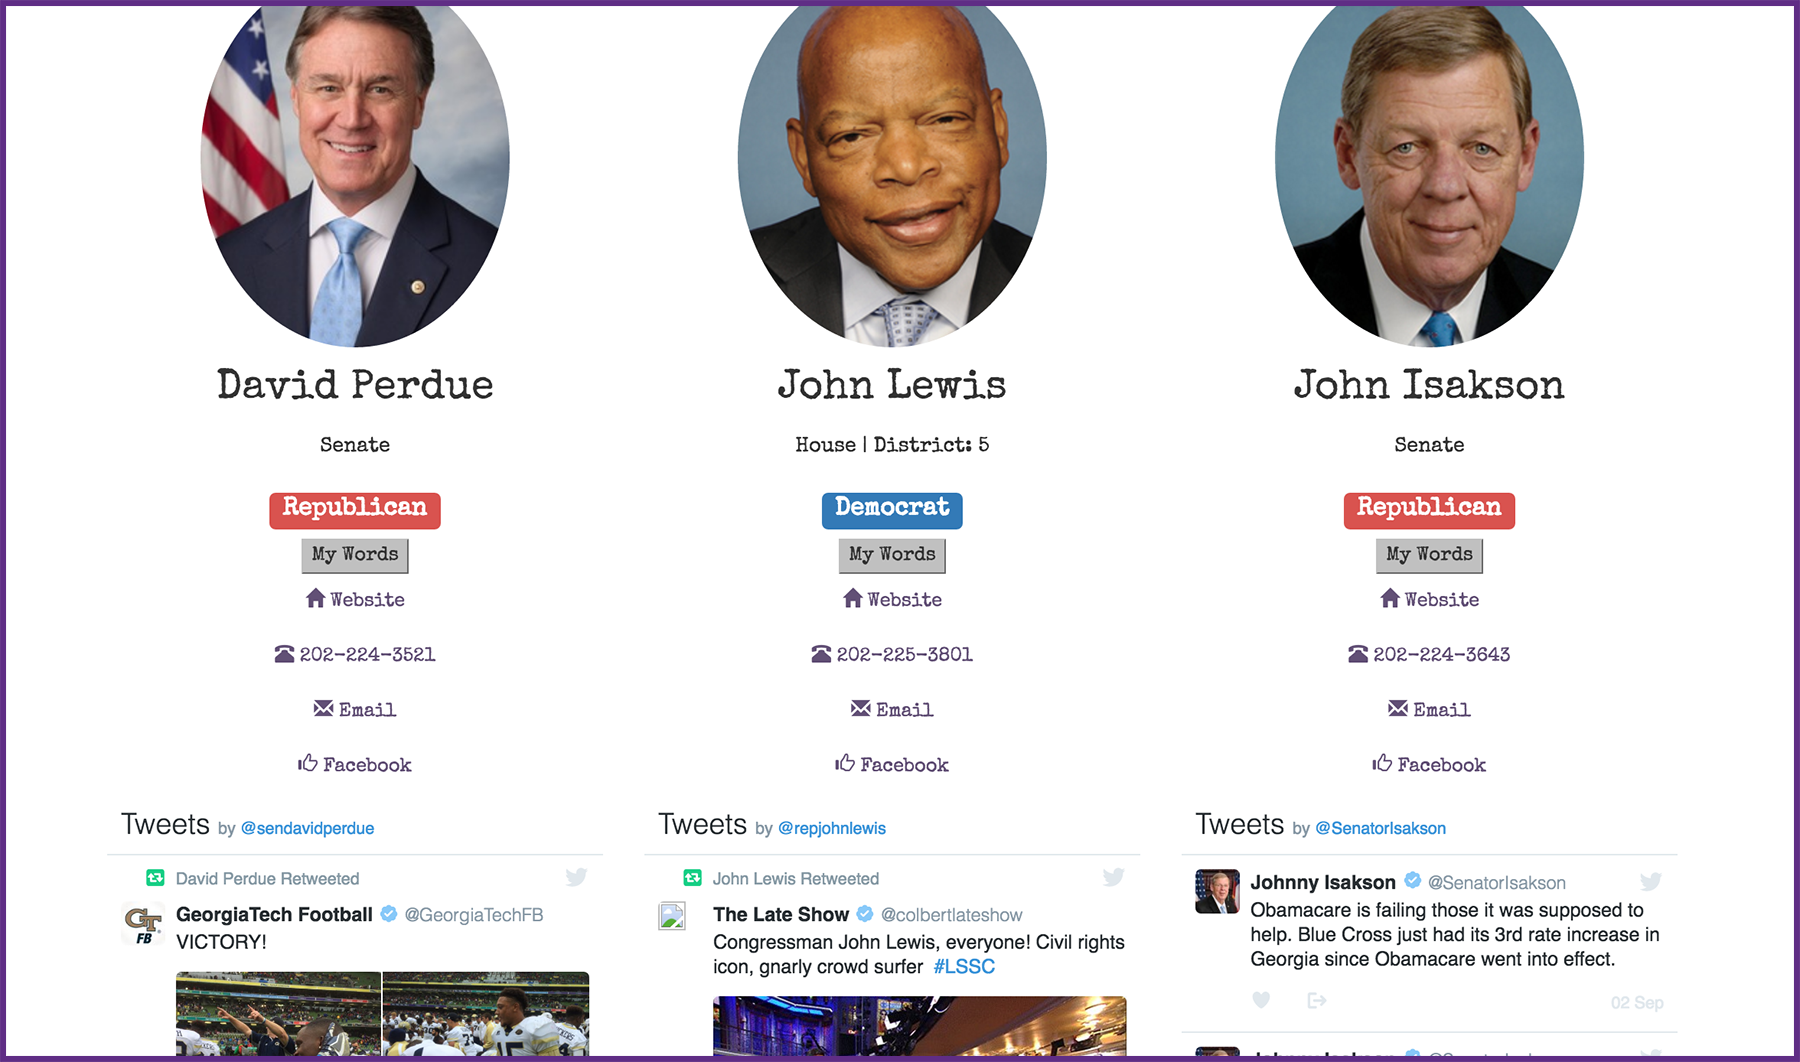 David Perdue
Senate
Republican
My Words
Website
202-224-3521
Email
Facebook
Tweets by @sendavidperdue
David Perdue Retweeted
GeorgiaTech Football @GeorgiaTechFB
VICTORY!
GT
FB
John Lewis
House | District: 5
Democrat
My Words
Website
202-225-3801
Email
Facebook
Tweets by @repjohnlewis
John Lewis Retweeted
The Late Show @colbertlateshow
Congressman John Lewis, everyone! Civil rights
icon, gnarly crowd surfer #LSSC
John Isakson
Senate
Republican
My Words
Website
202-224-3643
Email
Facebook
Tweets by @SenatorIsakson
Johnny Isakson @SenatorIsakson
Obamacare is failing those it was supposed to
help. Blue Cross just had its 3rd rate increase in
Georgia since Obamacare went into effect.
02 Sep